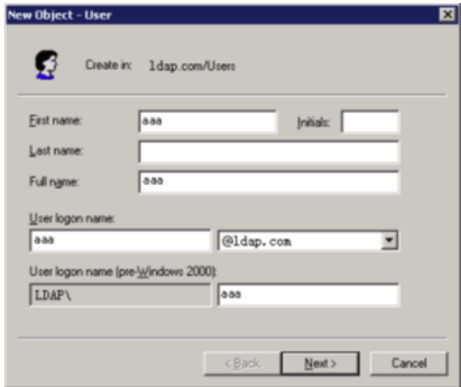 New Object - User
Create in: ldap.com/Users
First name: aaa Initials:
Last name:
Full name: aaa
User logon name:
aaa @ldap.com
User logon name (pre-Windows 2000):
LDAP\ aaa
< Back Next > Cancel